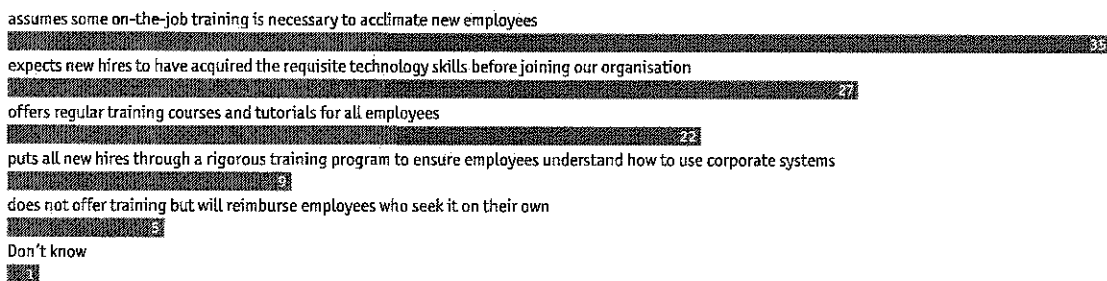 assumes some on-the-job training is necessary to acclimate new employees
35
expects new hires to have acquired the requisite technology skills before joining our organisation
27
offers regular training courses and tutorials for all employees
22
puts all new hires through a rigorous training program to ensure employees understand how to use corporate systems
9
does not offer training but will reimburse employees who seek it on their own
5
Don't know
1